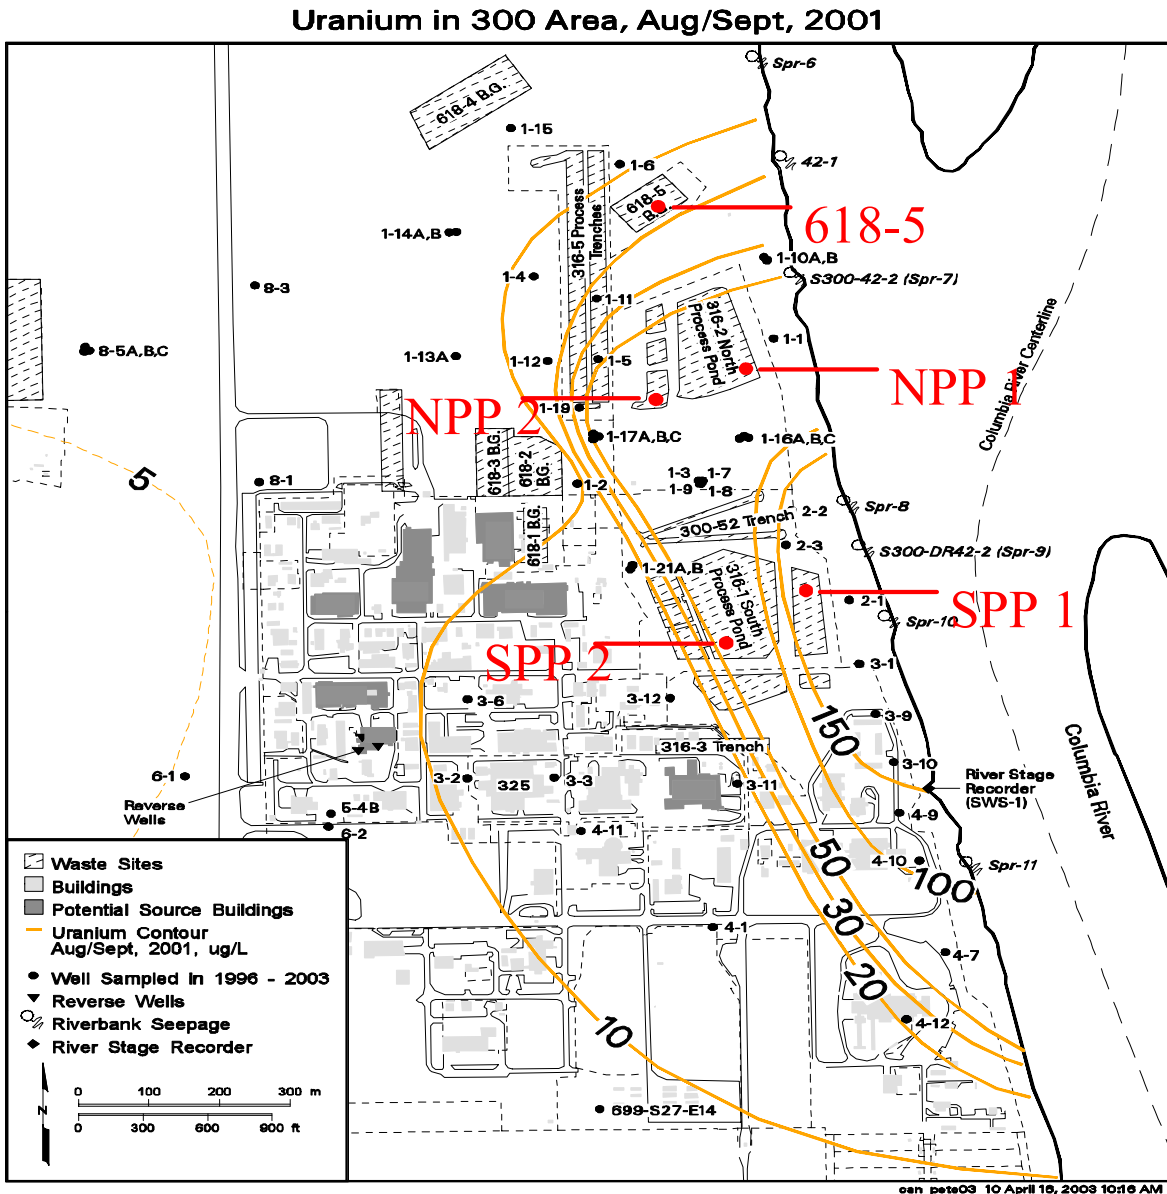 Uranium in 300 Area, Aug/Sept, 2001
Spr-6
618-4 B.G.
1-15
42-1
1-6
618-5
B.G.
618-5
316-5 Process
Trenches
1-14A,B
1-10A,B
S300-42-2 (Spr-7)
1-4
8-3
1-11
316-2 North
Process Pond
Columbia River Centerline
1-1
8-5A,B,C
1-13A
1-12
1-5
NPP 1
NPP 2
1-19
1-17A,B,C
1-16A,B,C
618-3 B.G.
618-2
B.G.
5
8-1
1-2
1-3
1-7
1-9
1-8
Spr-8
300-52 Trench
2-2
618-1 B.G.
2-3
S300-DR42-2 (Spr-9)
1-21A,B
316-1 South
Process Pond
2-1
SPP 1
Spr-10
SPP 2
3-1
3-6
3-12
3-9
150
316-3 Trench
Columbia River
3-10
6-1
3-2
325
3-3
3-11
River Stage
Recorder
(SWS-1)
Reverse
Wells
5-4B
4-9
6-2
4-11
50
4-10
100
Spr-11
30
4-1
4-7
20
4-12
10
699-S27-E14
Waste Sites
Buildings
Potential Source Buildings
Uranium Contour
Aug/Sept, 2001, ug/L
Well Sampled in 1996 - 2003
Reverse Wells
Riverbank Seepage
River Stage Recorder
N
0 100 200 300 m
0 300 600 900 ft
can_pete03_10 April 16, 2003 10:16 AM